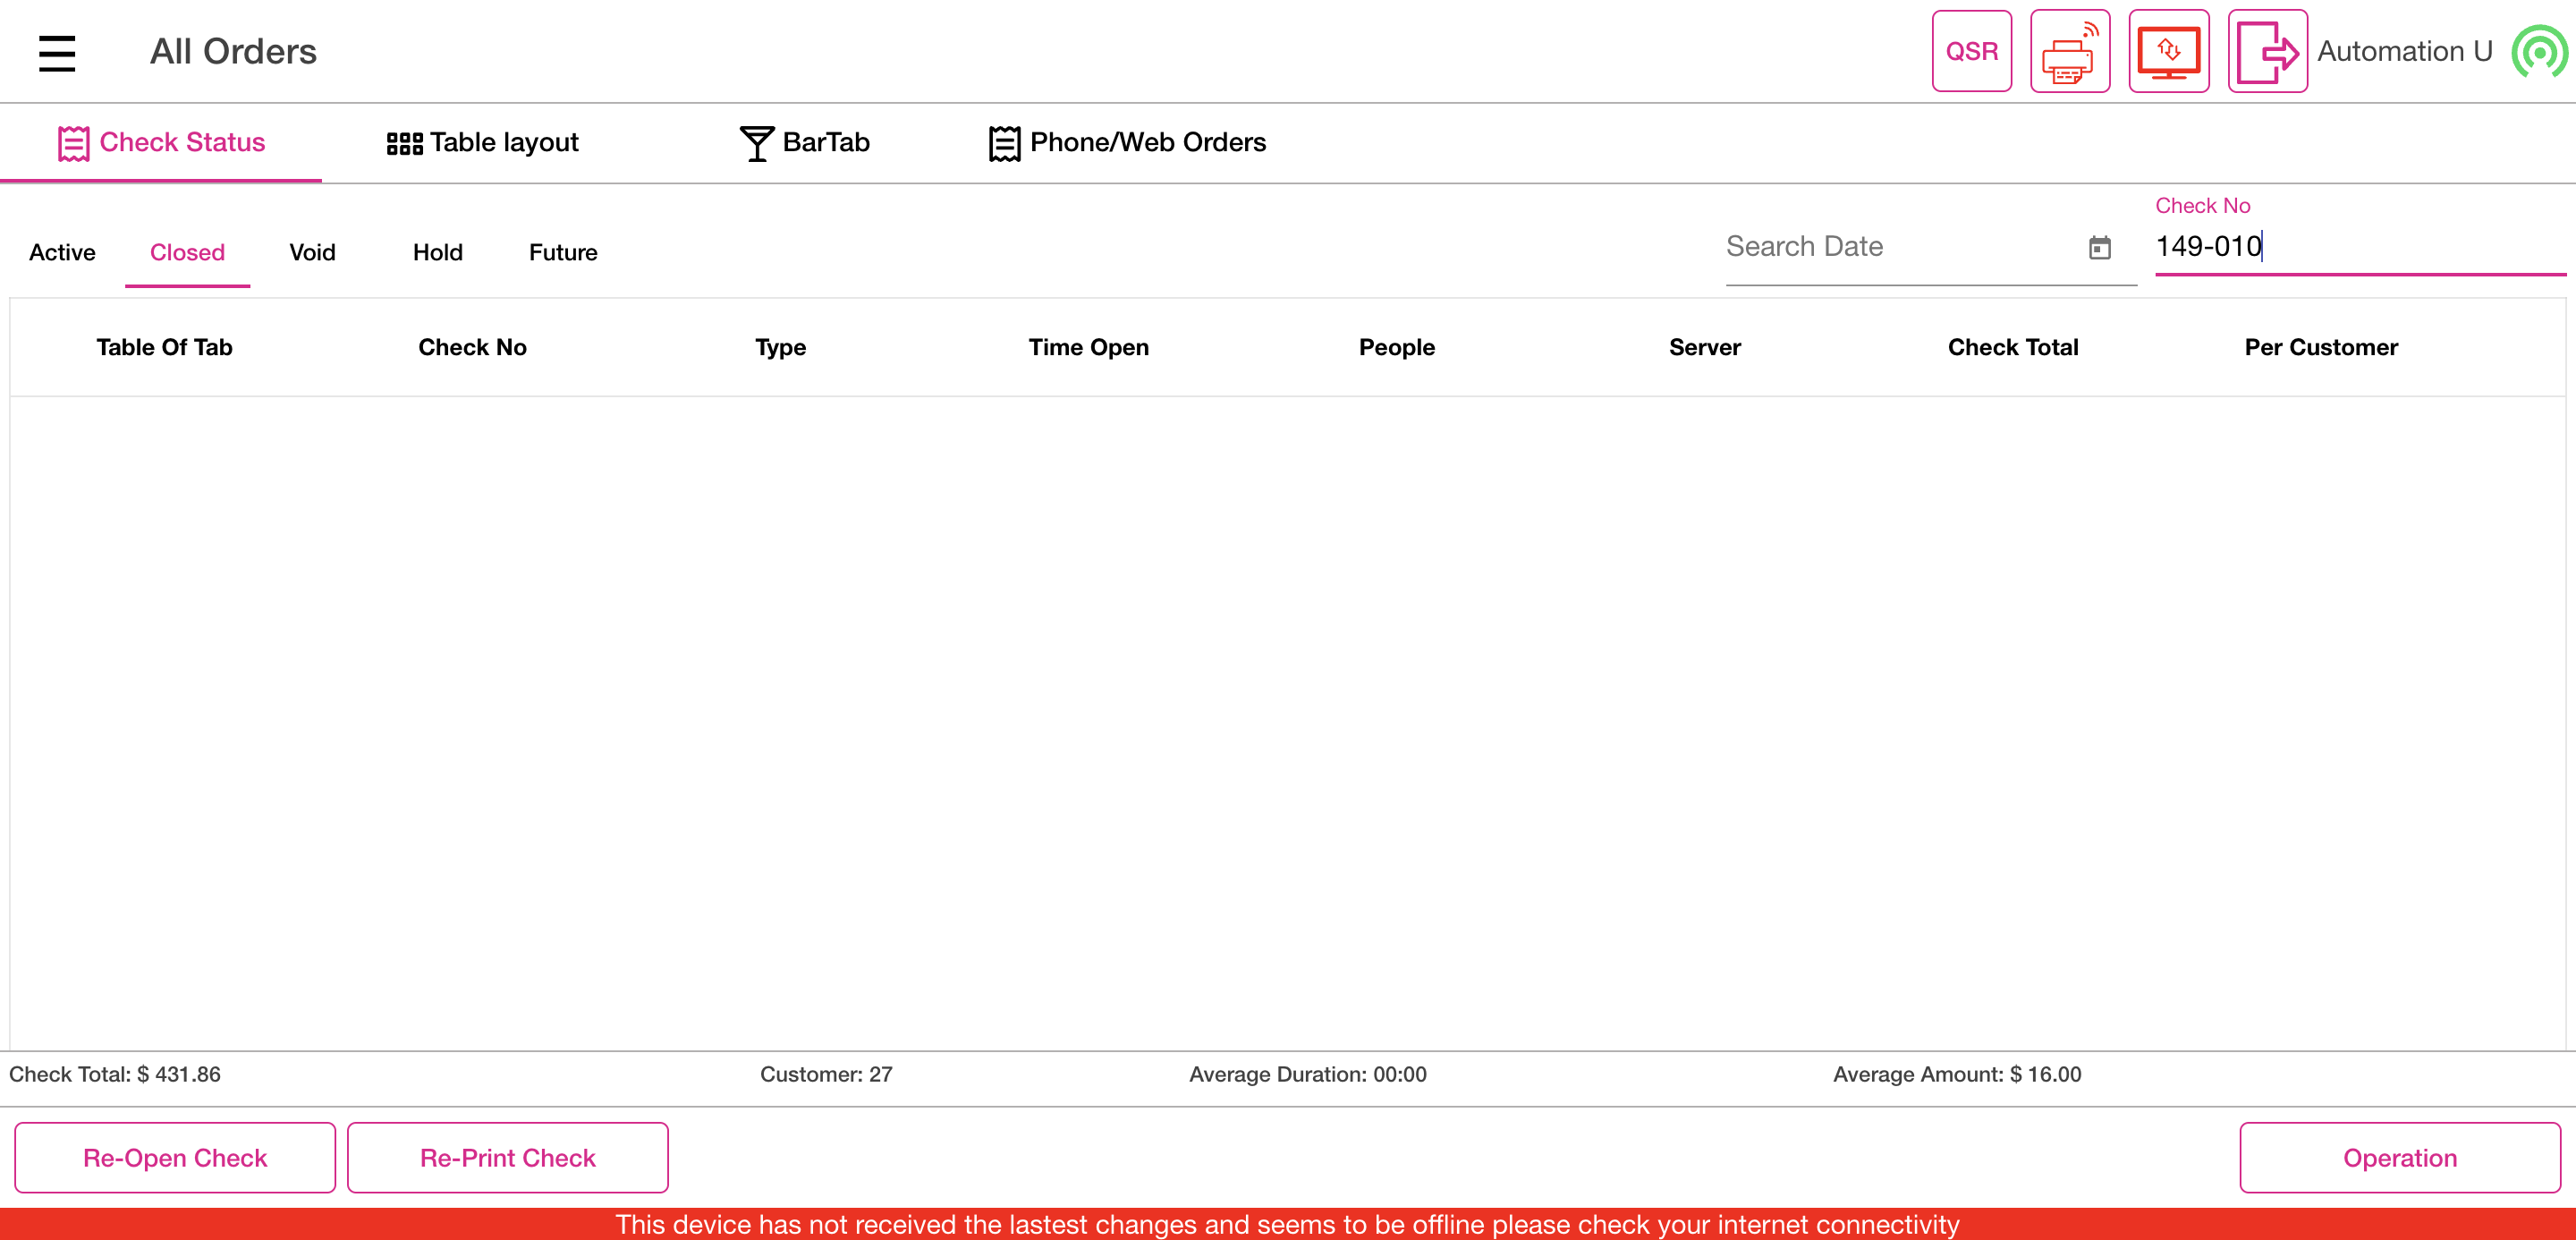 All Orders
QSR
Automation U
Check Status
Table layout
BarTab
Phone/Web Orders
Active
Closed
Void
Hold
Future
Search Date
Check No
149-010
Table Of Tab
Check No
Type
Time Open
People
Server
Check Total
Per Customer
Check Total: $ 431.86
Customer: 27
Average Duration: 00:00
Average Amount: $ 16.00
Re-Open Check
Re-Print Check
Operation
This device has not received the lastest changes and seems to be offline please check your internet connectivity